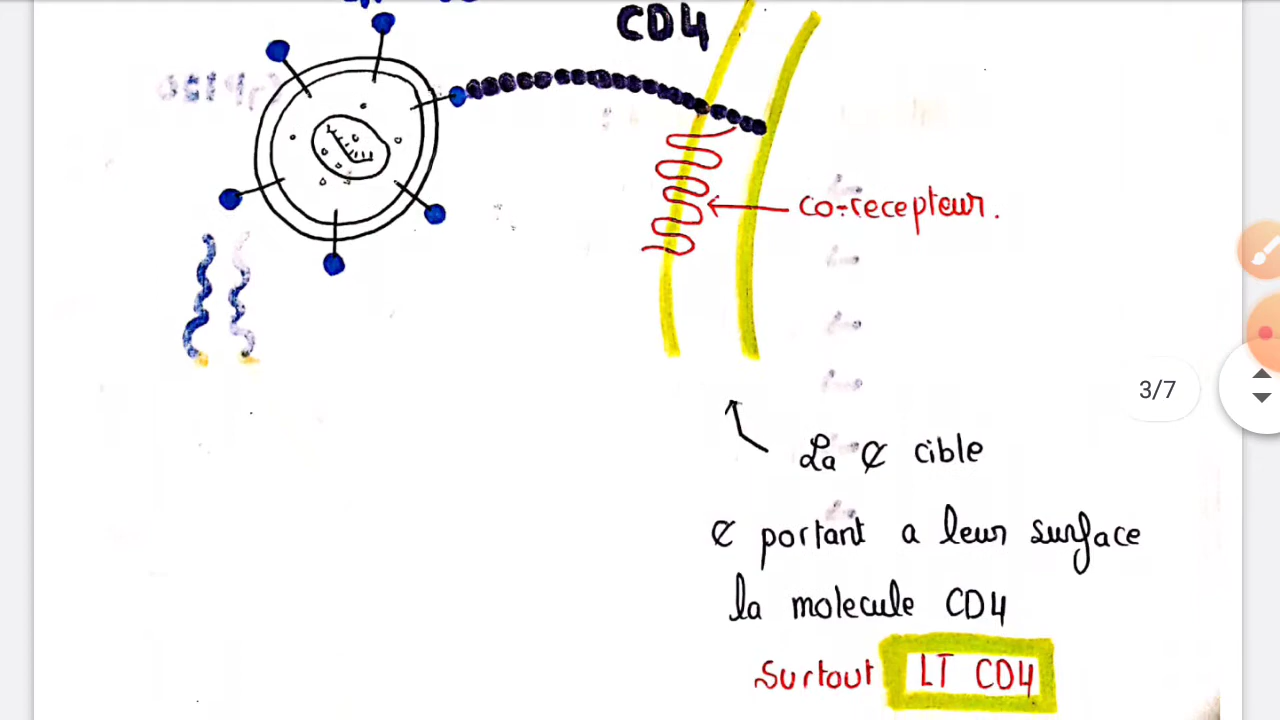 CD4
co-recepteur.
3/7
La ₵ cible
₵ portant a leur surface
la molecule CD4
Surtout LT CD4